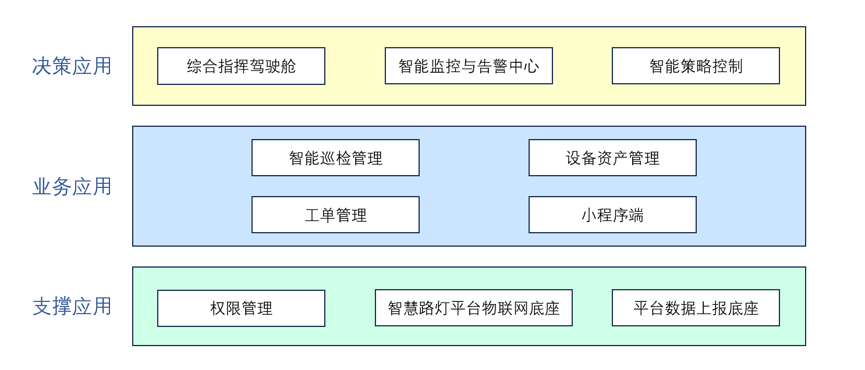 决策应用
综合指挥驾驶舱
智能监控与告警中心
智能策略控制
业务应用
智能巡检管理
设备资产管理
工单管理
小程序端
支撑应用
权限管理
智慧路灯平台物联网底座
平台数据上报底座